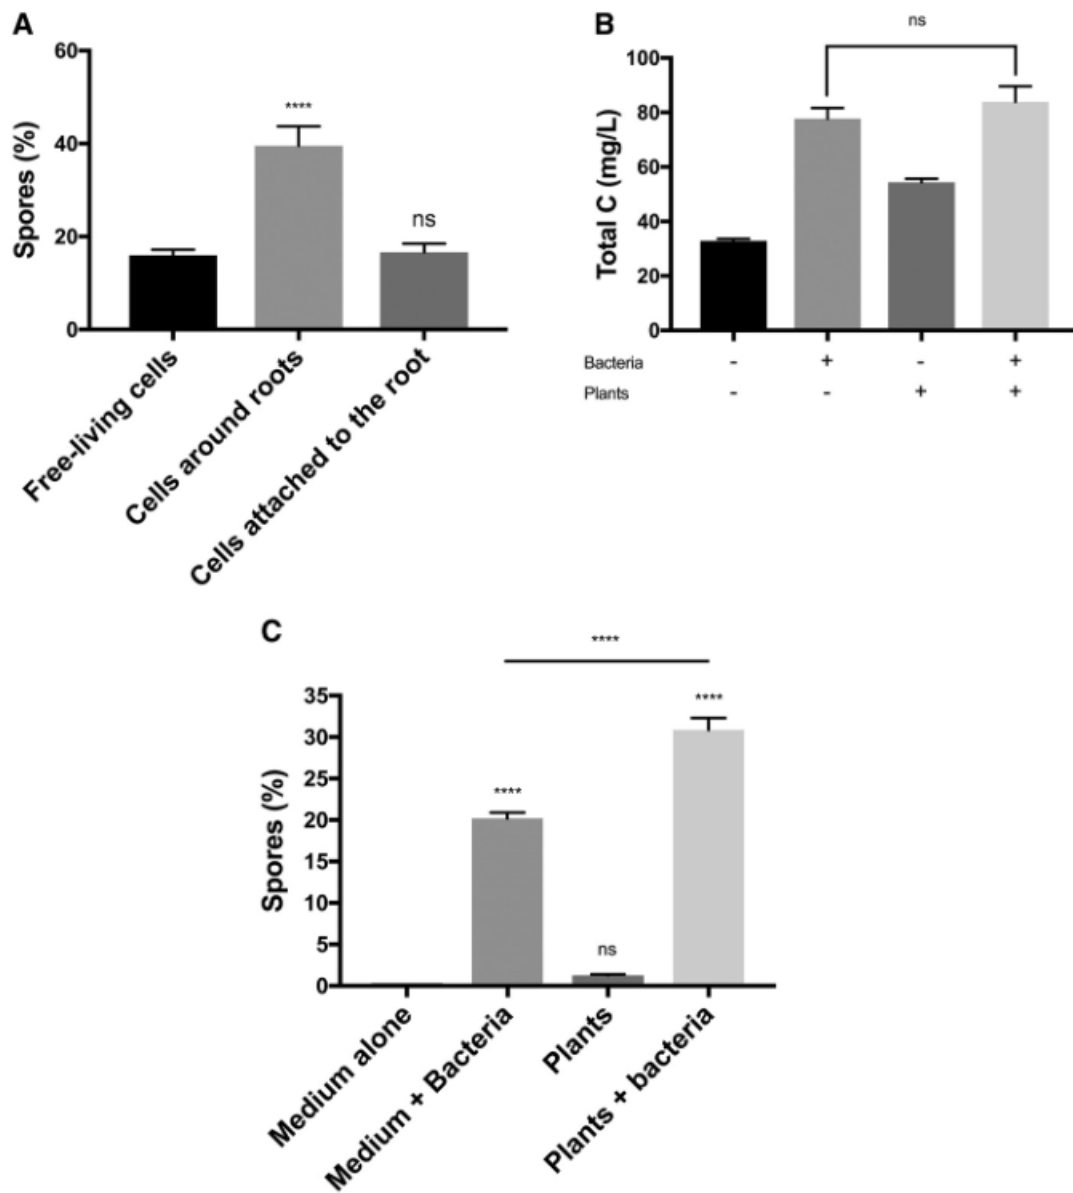 A
Spores (%)
60
40
20
0
****
ns
Free-living cells
Cells around roots
Cells attached to the root
B
Total C (mg/L)
100
80
60
40
20
0
ns
Bacteria - + - +
Plants - - + +
C
Spores (%)
35
30
25
20
15
10
5
0
****
****
ns
****
Medium alone
Medium + Bacteria
Plants
Plants + bacteria